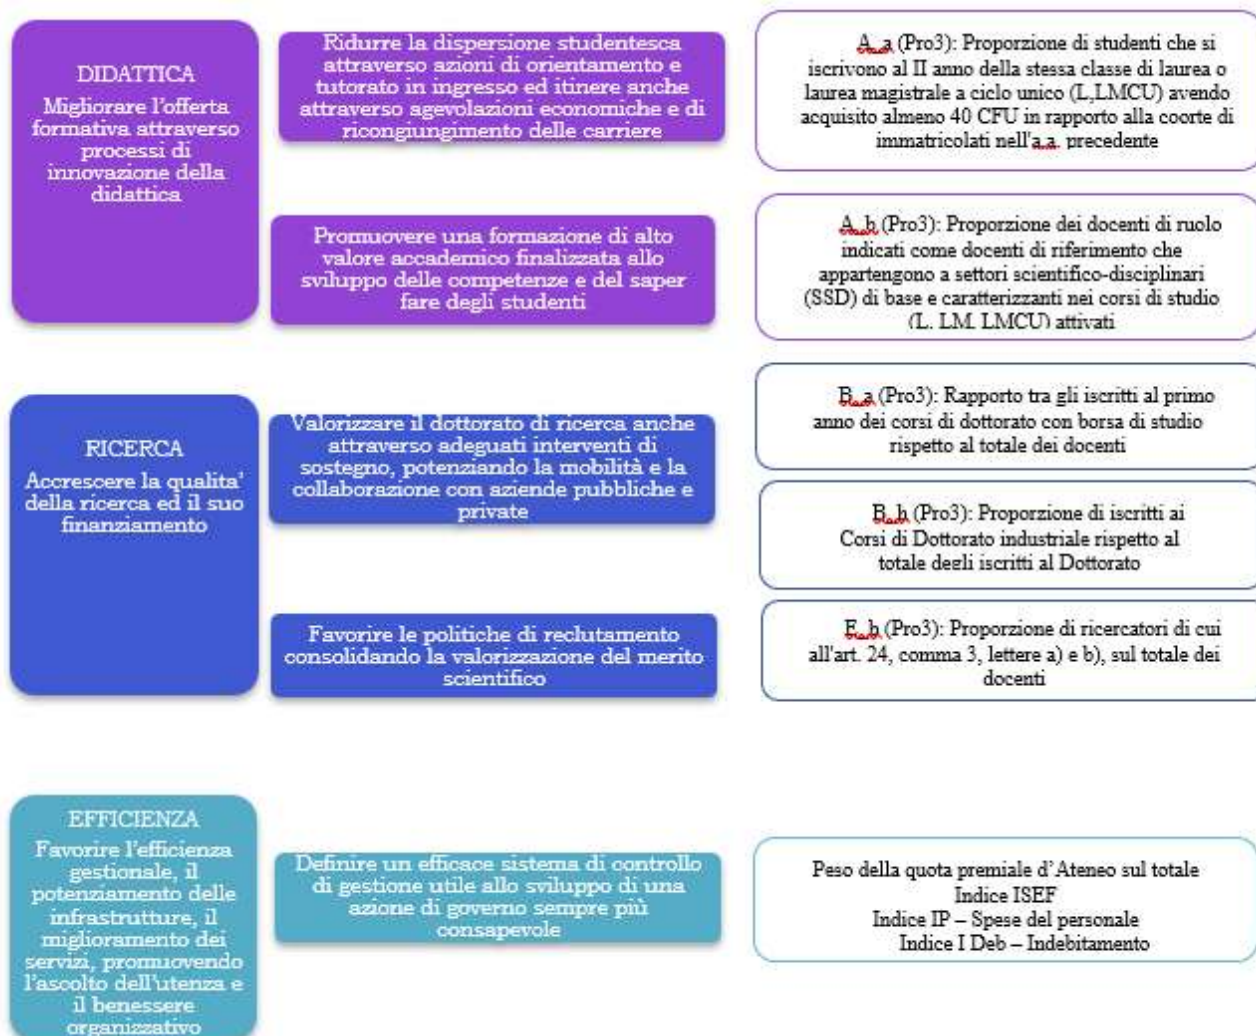 DIDATTICA
Migliorare l'offerta
formativa attraverso
processi di
innovazione della
didattica
Ridurre la dispersione studentesca
attraverso azioni di orientamento e
tutorato in ingresso ed itinere anche
attraverso agevolazioni economiche e di
ricongiungimento delle carriere
A_a (Pro3): Proporzione di studenti che si
iscrivono al II anno della stessa classe di laurea o
laurea magistrale a ciclo unico (L,LMCU) avendo
acquisito almeno 40 CFU in rapporto alla coorte di
immatricolati nell'a.a. precedente
Promuovere una formazione di alto
valore accademico finalizzata allo
sviluppo delle competenze e del saper
fare degli studenti
A_b (Pro3): Proporzione dei docenti di ruolo
indicati come docenti di riferimento che
appartengono a settori scientifico-disciplinari
(SSD) di base e caratterizzanti nei corsi di studio
(L, LM, LMCU) attivati
RICERCA
Accrescere la qualita'
della ricerca ed il suo
finanziamento
Valorizzare il dottorato di ricerca anche
attraverso adeguati interventi di
sostegno, potenziando la mobilità e la
collaborazione con aziende pubbliche e
private
B_a (Pro3): Rapporto tra gli iscritti al primo
anno dei corsi di dottorato con borsa di studio
rispetto al totale dei docenti
B_b (Pro3): Proporzione di iscritti ai
Corsi di Dottorato industriale rispetto al
totale degli iscritti al Dottorato
Favorire le politiche di reclutamento
consolidando la valorizzazione del merito
scientifico
E_b (Pro3): Proporzione di ricercatori di cui
all'art. 24, comma 3, lettere a) e b), sul totale dei
docenti
EFFICIENZA
Favorire l'efficienza
gestionale, il
potenziamento delle
infrastrutture, il
miglioramento dei
servizi, promuovendo
l'ascolto dell'utenza e
il benessere
organizzativo
Definire un efficace sistema di controllo
di gestione utile allo sviluppo di una
azione di governo sempre più
consapevole
Peso della quota premiale d'Ateneo sul totale
Indice ISEF
Indice IP – Spese del personale
Indice I Deb – Indebitamento